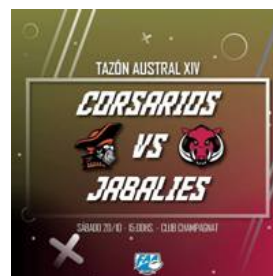 TAZÓN AUSTRAL XIV
CORSARIOS
VS
JABALIES
SÁBADO 20/10 - 15:00HS. - CLUB CHAMPAGNAT